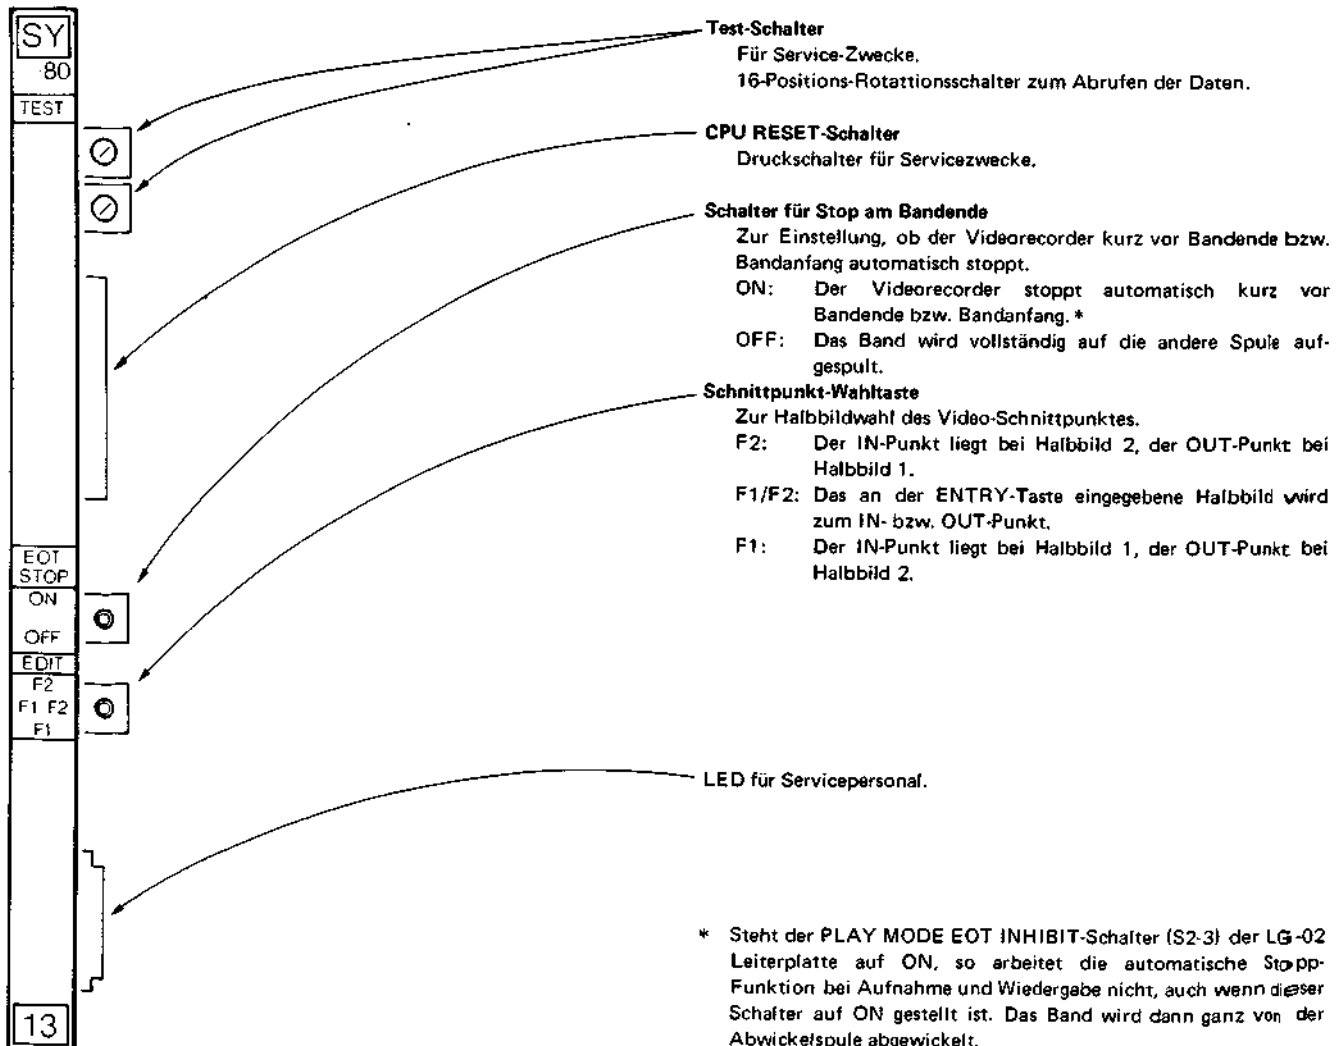 SY
80
TEST
EOT
STOP
ON
OFF
EDIT
F2
F1 F2
F1
13
Test-Schalter
Für Service-Zwecke.
16-Positions-Rotattionsschalter zum Abrufen der Daten.
CPU RESET-Schalter
Druckschalter für Servicezwecke.
Schalter für Stop am Bandende
Zur Einstellung, ob der Videorecorder kurz vor Bandende bzw.
Bandanfang automatisch stoppt.
ON: Der Videorecorder stoppt automatisch kurz vor
Bandende bzw. Bandanfang. *
OFF: Das Band wird vollständig auf die andere Spule auf-
gespult.
Schnittpunkt-Wahltaste
Zur Halbbildwahl des Video-Schnittpunktes.
F2: Der IN-Punkt liegt bei Halbbild 2, der OUT-Punkt bei
Halbbild 1.
F1/F2: Das an der ENTRY-Taste eingegebene Halbbild wird
zum IN- bzw. OUT-Punkt.
F1: Der IN-Punkt liegt bei Halbbild 1, der OUT-Punkt bei
Halbbild 2.
LED für Servicepersonal.
* Steht der PLAY MODE EOT INHIBIT-Schalter (S2-3) der LG-02
Leiterplatte auf ON, so arbeitet die automatische Stopp-
Funktion bei Aufnahme und Wiedergabe nicht, auch wenn dieser
Schalter auf ON gestellt ist. Das Band wird dann ganz von der
Abwickelspule abgewickelt.